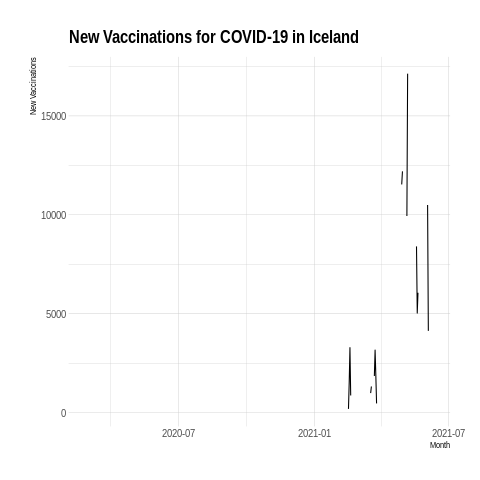 New Vaccinations for COVID-19 in Iceland
New Vaccinations
15000
10000
5000
0
2020-07
2021-01
2021-07
Month